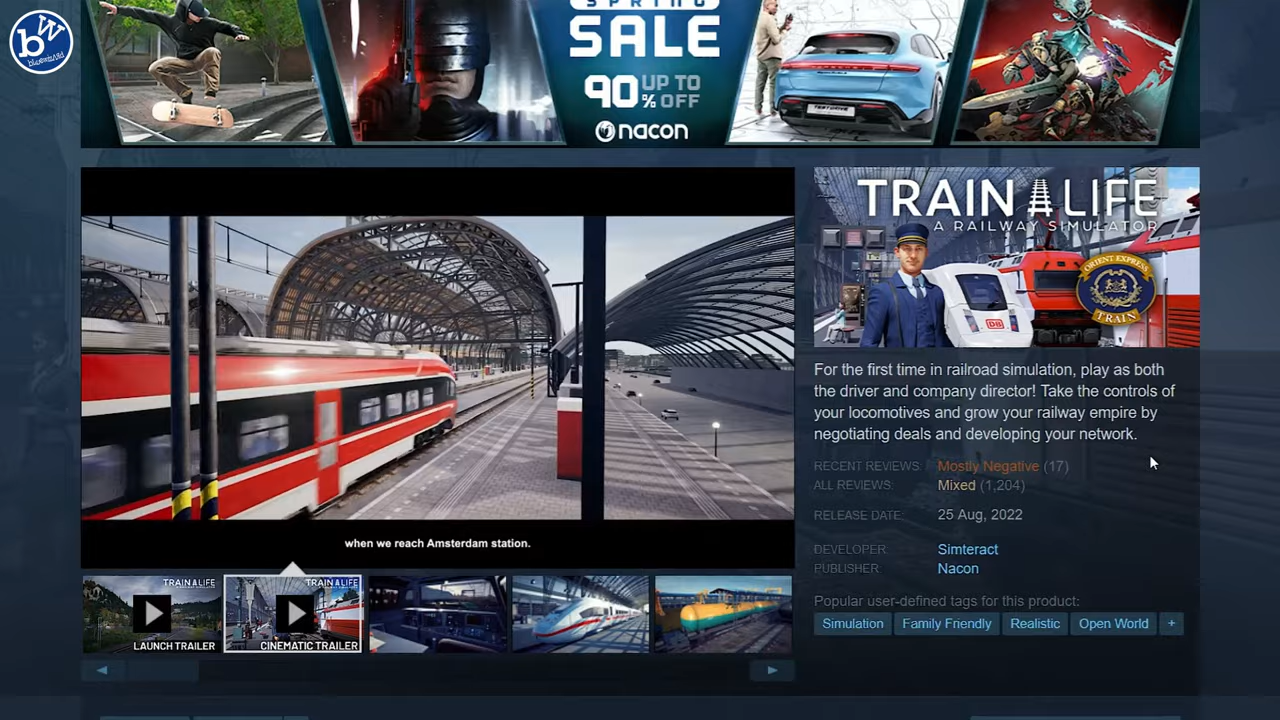 bW
SPRING
SALE
90% UP TO OFF
nacon
TRAIN LIFE
A RAILWAY SIMULATOR
ORIENT EXPRESS
TRAIN
DB
For the first time in railroad simulation, play as both
the driver and company director! Take the controls of
your locomotives and grow your railway empire by
negotiating deals and developing your network.
RECENT REVIEWS: Mostly Negative (17)
ALL REVIEWS: Mixed (1,204)
RELEASE DATE: 25 Aug, 2022
DEVELOPER: Simteract
PUBLISHER: Nacon
Popular user-defined tags for this product:
Simulation Family Friendly Realistic Open World +
when we reach Amsterdam station.
TRAIN LIFE
LAUNCH TRAILER
TRAIN LIFE
CINEMATIC TRAILER